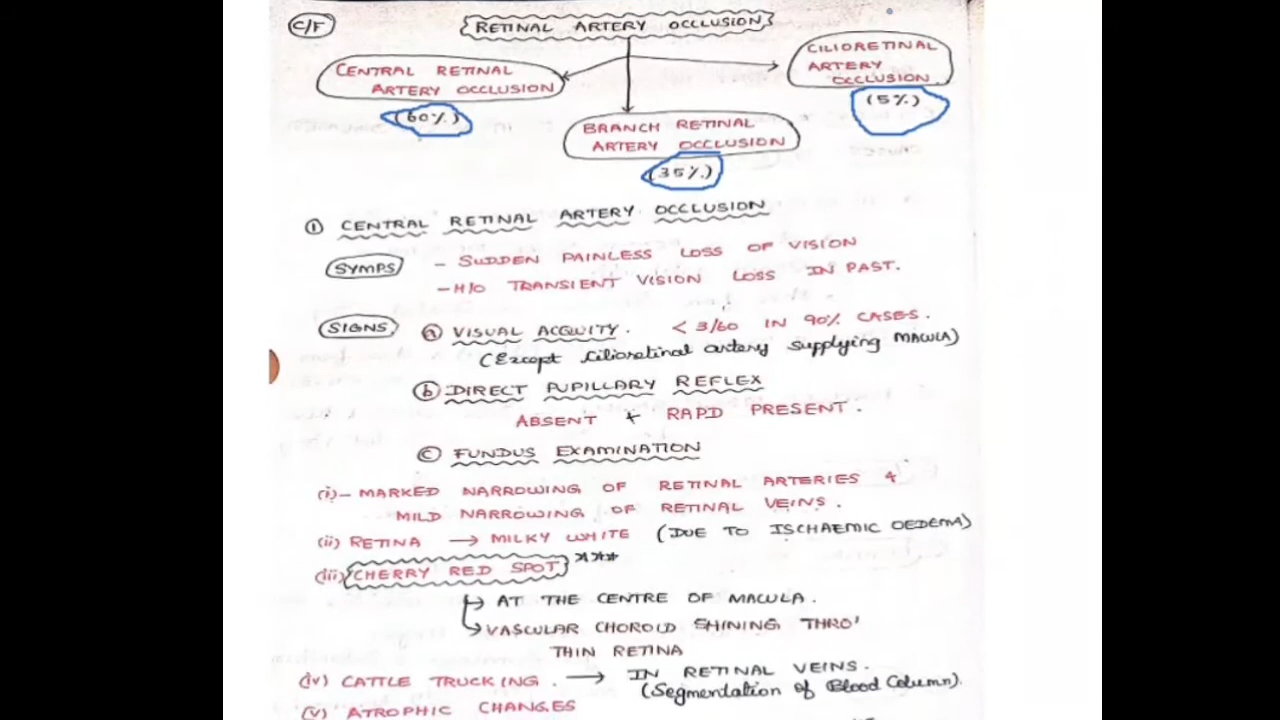 C/F
RETINAL ARTERY OCCLUSION
CENTRAL RETINAL
ARTERY OCCLUSION
(60%)
BRANCH RETINAL
ARTERY OCCLUSION
(35%)
CILIORETINAL
ARTERY
OCCLUSION
(5%)
① CENTRAL RETINAL ARTERY OCCLUSION
SYMPS - SUDDEN PAINLESS LOSS OF VISION
- H/O TRANSIENT VISION LOSS IN PAST.
SIGNS ⓐ VISUAL ACQUITY. < 3/60 IN 90% CASES.
(Except Cilioretinal artery supplying MACULA)
ⓑ DIRECT PUPILLARY REFLEX
ABSENT + RAPD PRESENT.
ⓒ FUNDUS EXAMINATION
(i) - MARKED NARROWING OF RETINAL ARTERIES &
MILD NARROWING OF RETINAL VEINS.
(ii) RETINA → MILKY WHITE (DUE TO ISCHAEMIC OEDEMA)
(iii) CHERRY RED SPOT ***
→ AT THE CENTRE OF MACULA.
→ VASCULAR CHOROLD SHINING THRO'
THIN RETINA
(iv) CATTLE TRUCKING. → IN RETINAL VEINS.
(Segmentation of Blood Column).
(v) ATROPHIC CHANGES